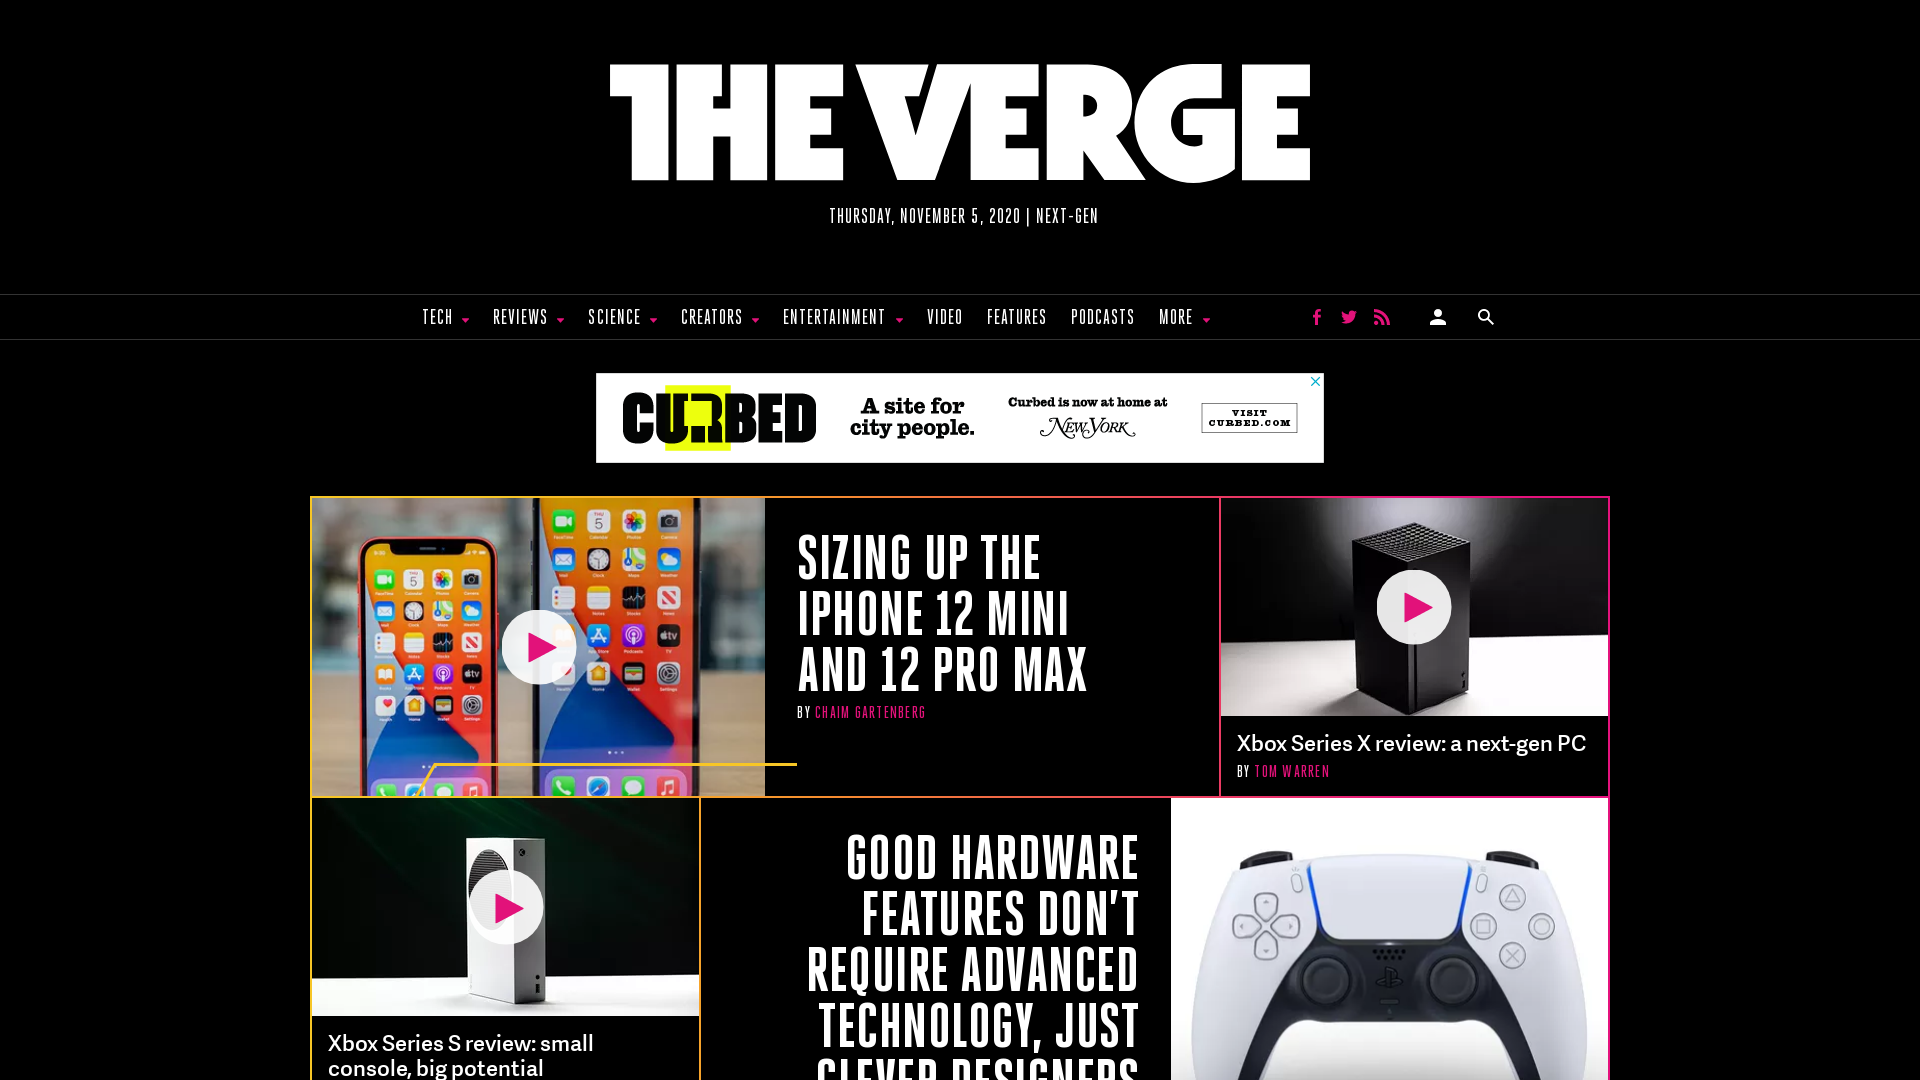 THE VERGE
THURSDAY, NOVEMBER 5, 2020 | NEXT-GEN
TECH REVIEWS SCIENCE CREATORS ENTERTAINMENT VIDEO FEATURES PODCASTS MORE
CURBED
A site for
city people.
Curbed is now at home at
NEW YORK
VISIT
CURBED.COM
SIZING UP THE
IPHONE 12 MINI
AND 12 PRO MAX
BY CHAIM GARTENBERG
Xbox Series X review: a next-gen PC
BY TOM WARREN
Xbox Series S review: small
console, big potential
GOOD HARDWARE
FEATURES DON'T
REQUIRE ADVANCED
TECHNOLOGY, JUST
CLEVER DESIGNERS